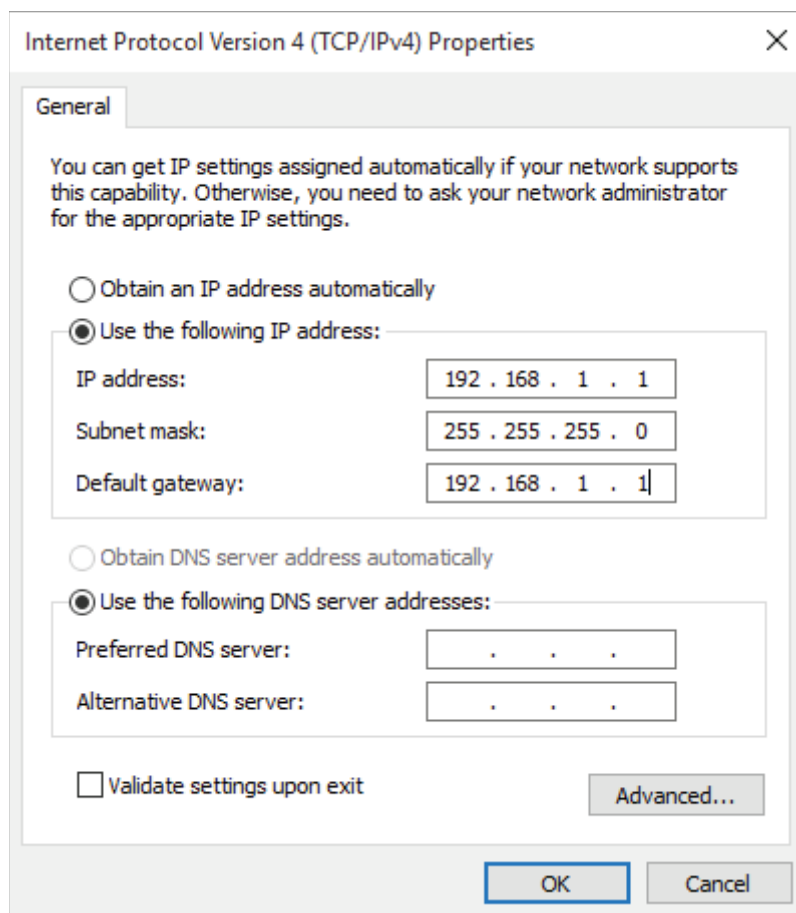 Internet Protocol Version 4 (TCP/IPv4) Properties
General
You can get IP settings assigned automatically if your network supports
this capability. Otherwise, you need to ask your network administrator
for the appropriate IP settings.
Obtain an IP address automatically
Use the following IP address:
IP address: 192 . 168 . 1 . 1
Subnet mask: 255 . 255 . 255 . 0
Default gateway: 192 . 168 . 1 . 1
Obtain DNS server address automatically
Use the following DNS server addresses:
Preferred DNS server: . . .
Alternative DNS server: . . .
Validate settings upon exit
Advanced...
OK Cancel